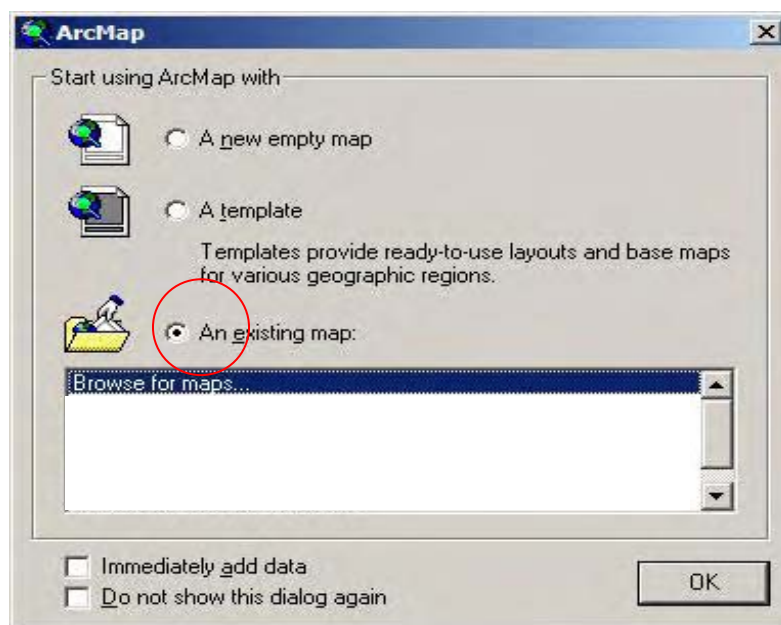 ArcMap
Start using ArcMap with
A new empty map
A template
Templates provide ready-to-use layouts and base maps
for various geographic regions.
An existing map:
Browse for maps...
Immediately add data
Do not show this dialog again
OK